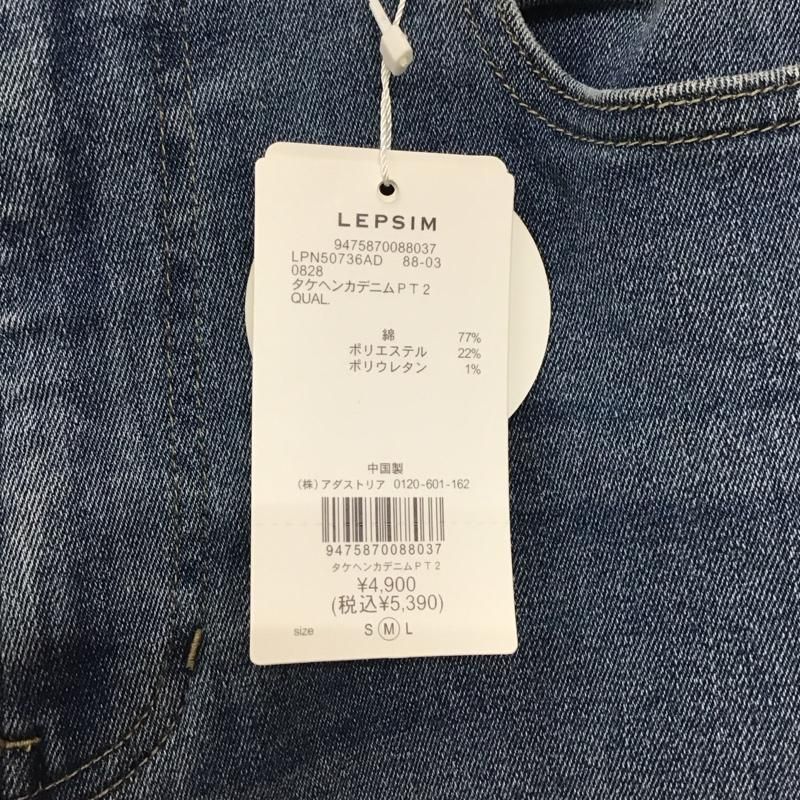 LEPSIM
9475870088037
LPN50736AD 88-03
0828
タケヘンカデニムPT2
QUAL.
綿 77%
ポリエステル 22%
ポリウレタン 1%
中国製
(株)アダストリア 0120-601-162
9475870088037
タケヘンカデニムPT2
¥4,900
(税込¥5,390)
size S M L